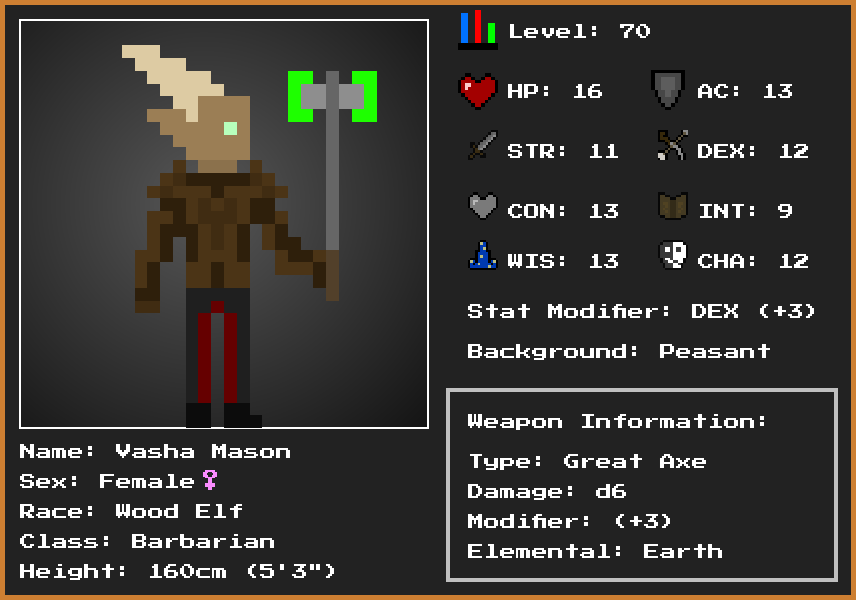 Level: 70
HP: 16
AC: 13
STR: 11
DEX: 12
CON: 13
INT: 9
WIS: 13
CHA: 12
Stat Modifier: DEX (+3)
Background: Peasant
Weapon Information:
Type: Great Axe
Damage: d6
Modifier: (+3)
Elemental: Earth
Name: Vasha Mason
Sex: Female♀
Race: Wood Elf
Class: Barbarian
Height: 160cm (5'3")